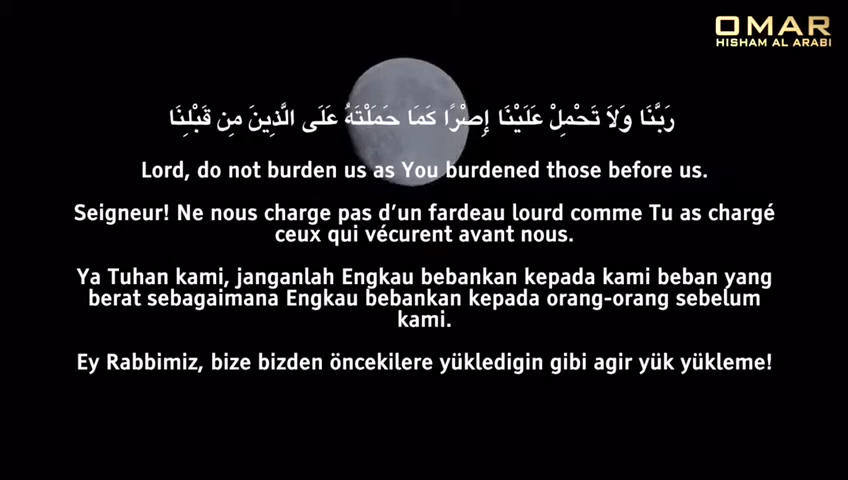 OMAR
HISHAM AL ARABI
رَبَّنَا وَلاَ تَحْمِلْ عَلَيْنَا إِصْرًا كَمَا حَمَلْتَهُ عَلَى الَّذِينَ مِن قَبْلِنَا
Lord, do not burden us as You burdened those before us.
Seigneur! Ne nous charge pas d’un fardeau lourd comme Tu as chargé
ceux qui vécurent avant nous.
Ya Tuhan kami, janganlah Engkau bebankan kepada kami beban yang
berat sebagaimana Engkau bebankan kepada orang-orang sebelum
kami.
Ey Rabbimiz, bize bizden öncekilere yükledigin gibi agir yük yükleme!